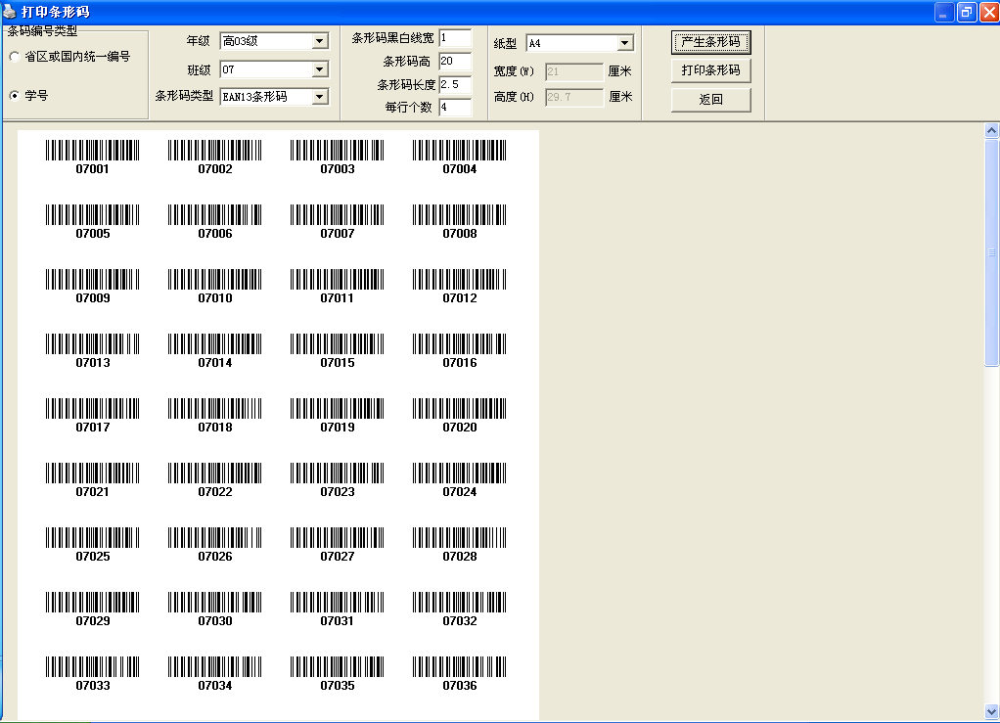 打印条形码
条码编号类型
省区或国内统一编号
学号
年级 高03级
班级 07
条形码类型 EAN13条形码
条形码黑白线宽 1
条形码高 20
条形码长度 2.5
每行个数 4
纸型 A4
宽度(W) 21 厘米
高度(H) 29.7 厘米
产生条形码
打印条形码
返回
07001 07002 07003 07004
07005 07006 07007 07008
07009 07010 07011 07012
07013 07014 07015 07016
07017 07018 07019 07020
07021 07022 07023 07024
07025 07026 07027 07028
07029 07030 07031 07032
07033 07034 07035 07036